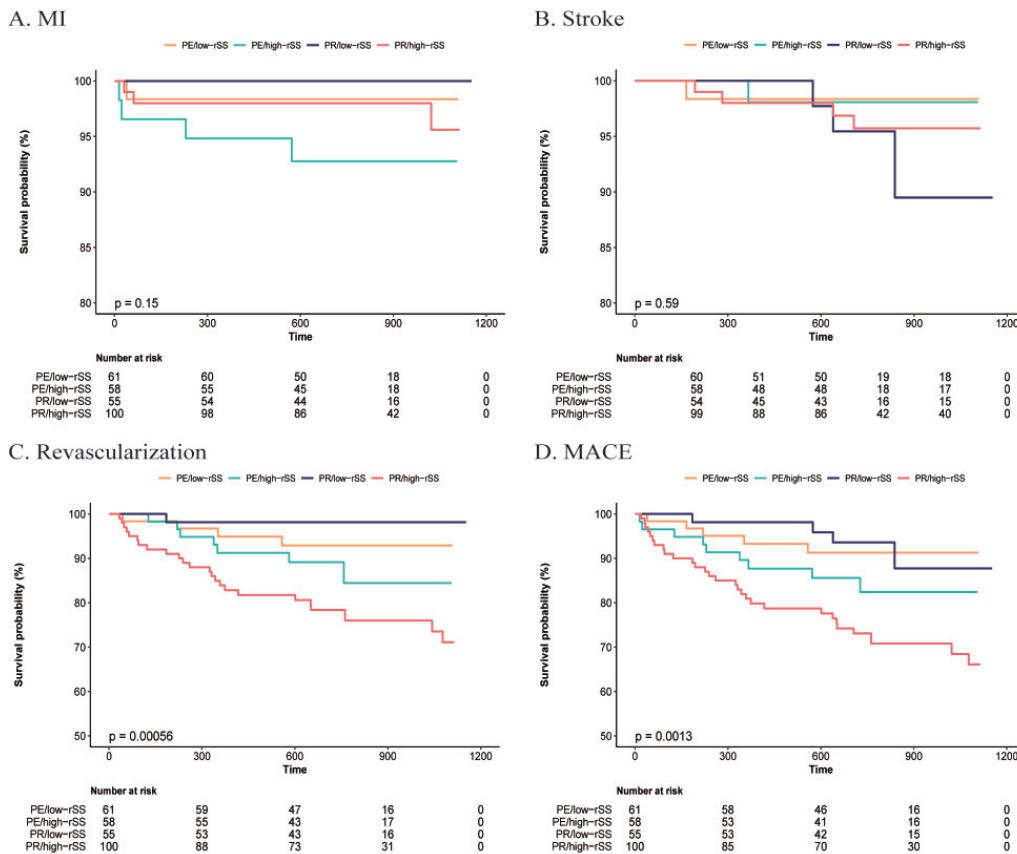 A. MI
PE/low-rSS PE/high-rSS PR/low-rSS PR/high-rSS
Survival probability (%)
100
95
90
85
80
p = 0.15
0 300 600 900 1200
Time
Number at risk
PE/low-rSS 61 60 50 18 0
PE/high-rSS 58 55 45 18 0
PR/low-rSS 55 54 44 16 0
PR/high-rSS 100 98 86 42 0
B. Stroke
PE/low-rSS PE/high-rSS PR/low-rSS PR/high-rSS
Survival probability (%)
100
95
90
85
80
p = 0.59
0 300 600 900 1200
Time
Number at risk
PE/low-rSS 60 51 50 19 18 0
PE/high-rSS 58 48 48 18 17 0
PR/low-rSS 54 45 43 16 15 0
PR/high-rSS 99 88 86 42 40 0
C. Revascularization
PE/low-rSS PE/high-rSS PR/low-rSS PR/high-rSS
Survival probability (%)
100
90
80
70
60
50
p = 0.00056
0 300 600 900 1200
Time
Number at risk
PE/low-rSS 61 59 47 16 0
PE/high-rSS 58 55 43 17 0
PR/low-rSS 55 53 43 16 0
PR/high-rSS 100 88 73 31 0
D. MACE
PE/low-rSS PE/high-rSS PR/low-rSS PR/high-rSS
Survival probability (%)
100
90
80
70
60
50
p = 0.0013
0 300 600 900 1200
Time
Number at risk
PE/low-rSS 61 58 46 16 0
PE/high-rSS 58 53 41 16 0
PR/low-rSS 55 53 42 15 0
PR/high-rSS 100 85 70 30 0